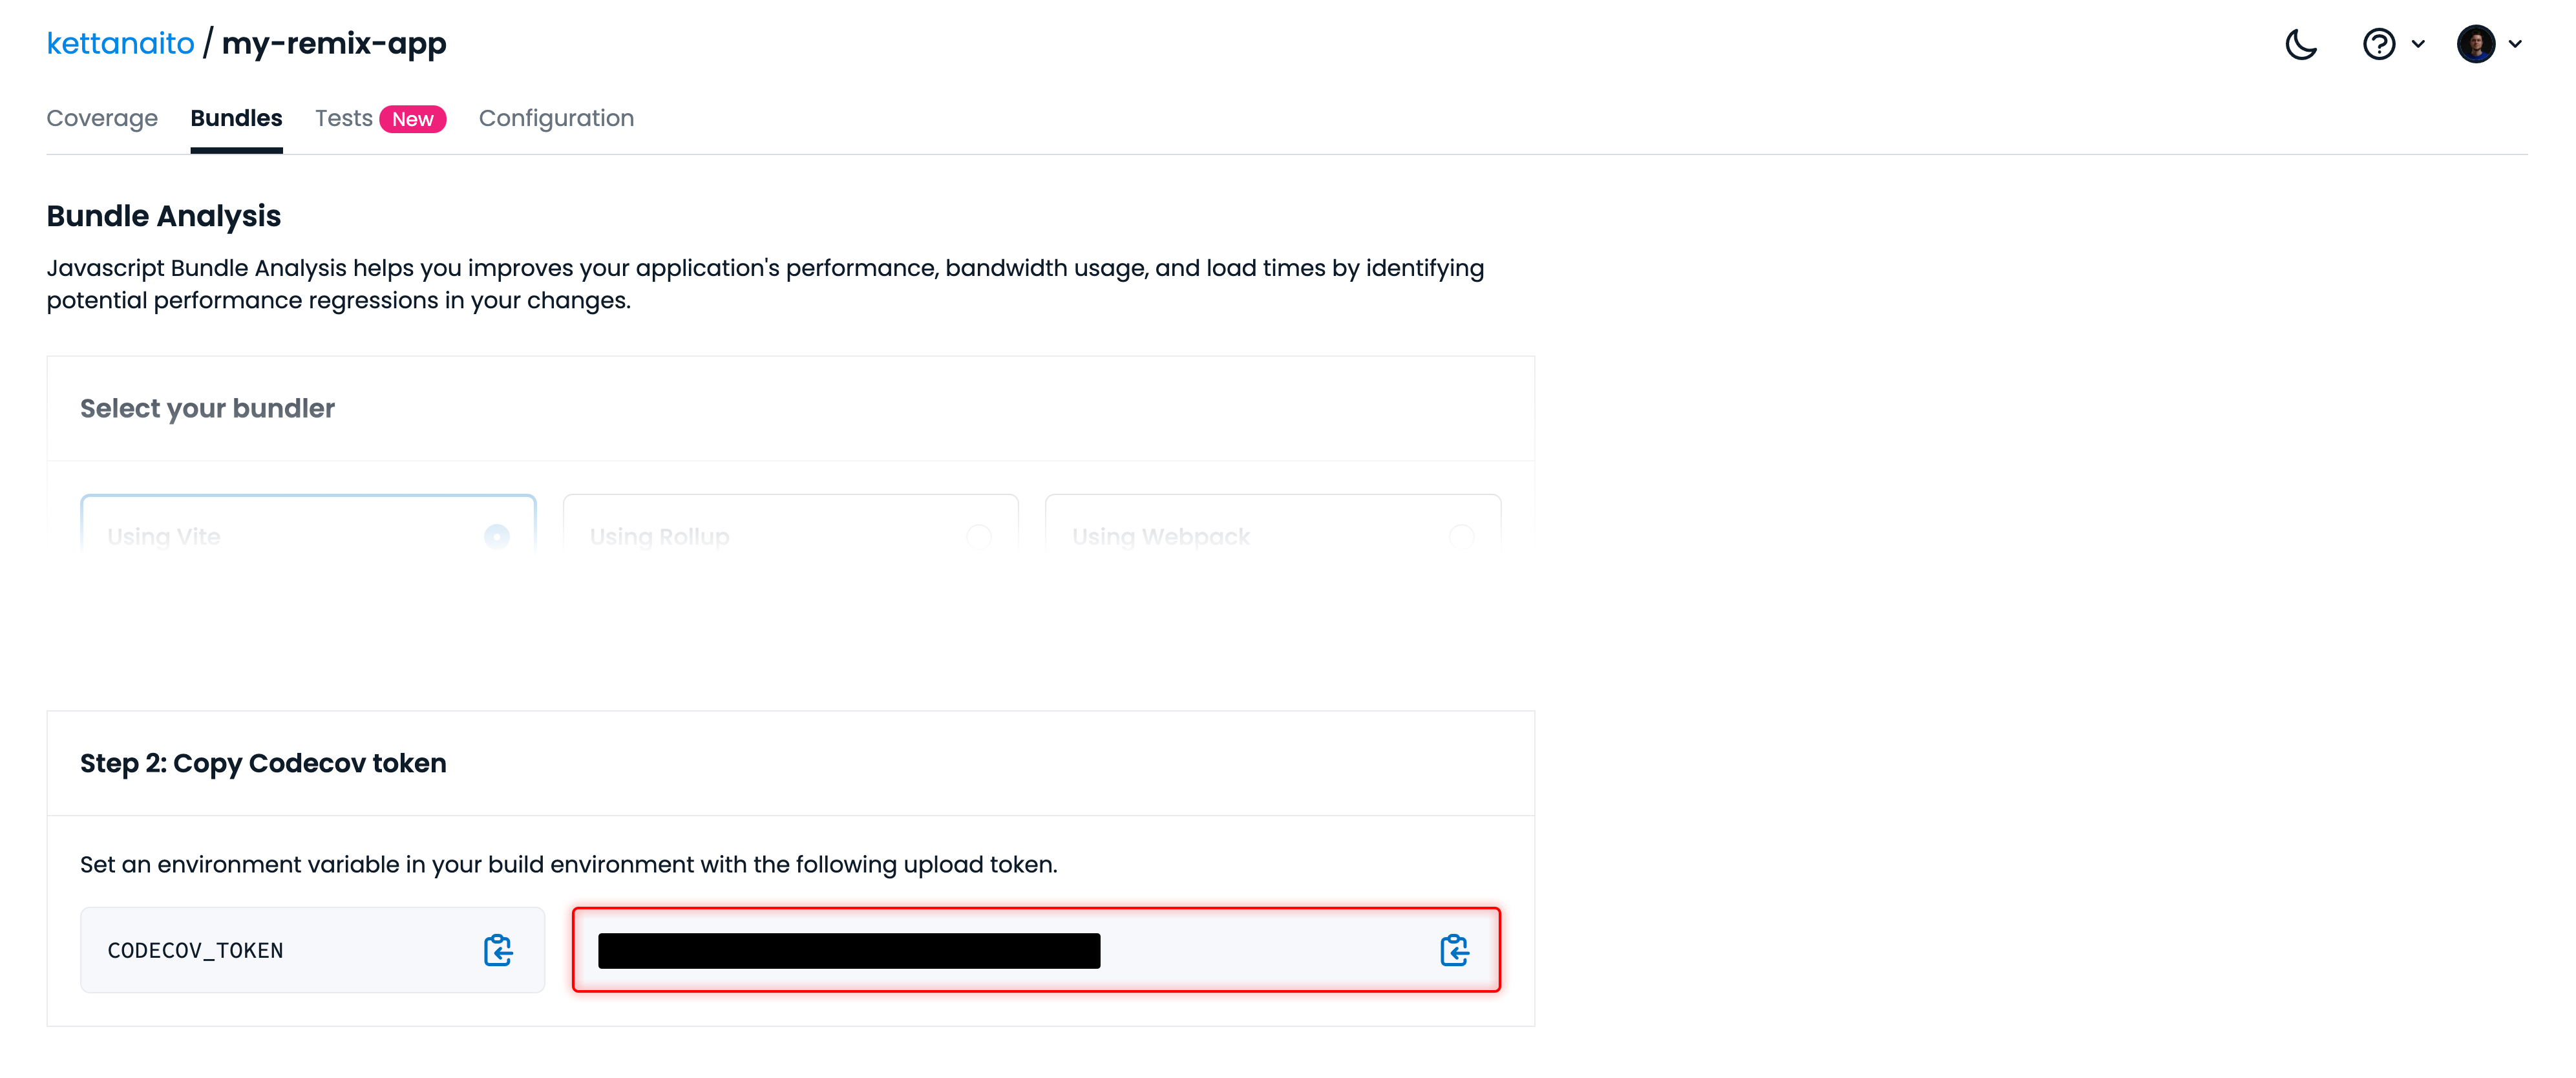 kettanaito / my-remix-app
Coverage Bundles Tests New Configuration
Bundle Analysis
Javascript Bundle Analysis helps you improves your application's performance, bandwidth usage, and load times by identifying
potential performance regressions in your changes.
Select your bundler
Using Vite Using Rollup Using Webpack
Step 2: Copy Codecov token
Set an environment variable in your build environment with the following upload token.
CODECOV_TOKEN